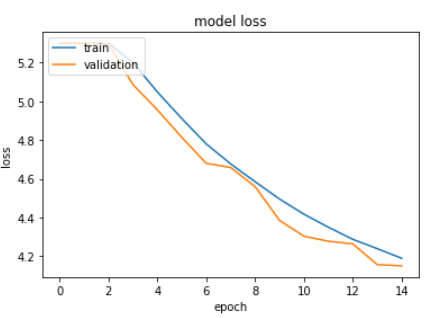 model loss
train
validation
5.2
5.0
4.8
4.6
4.4
4.2
loss
0 2 4 6 8 10 12 14
epoch